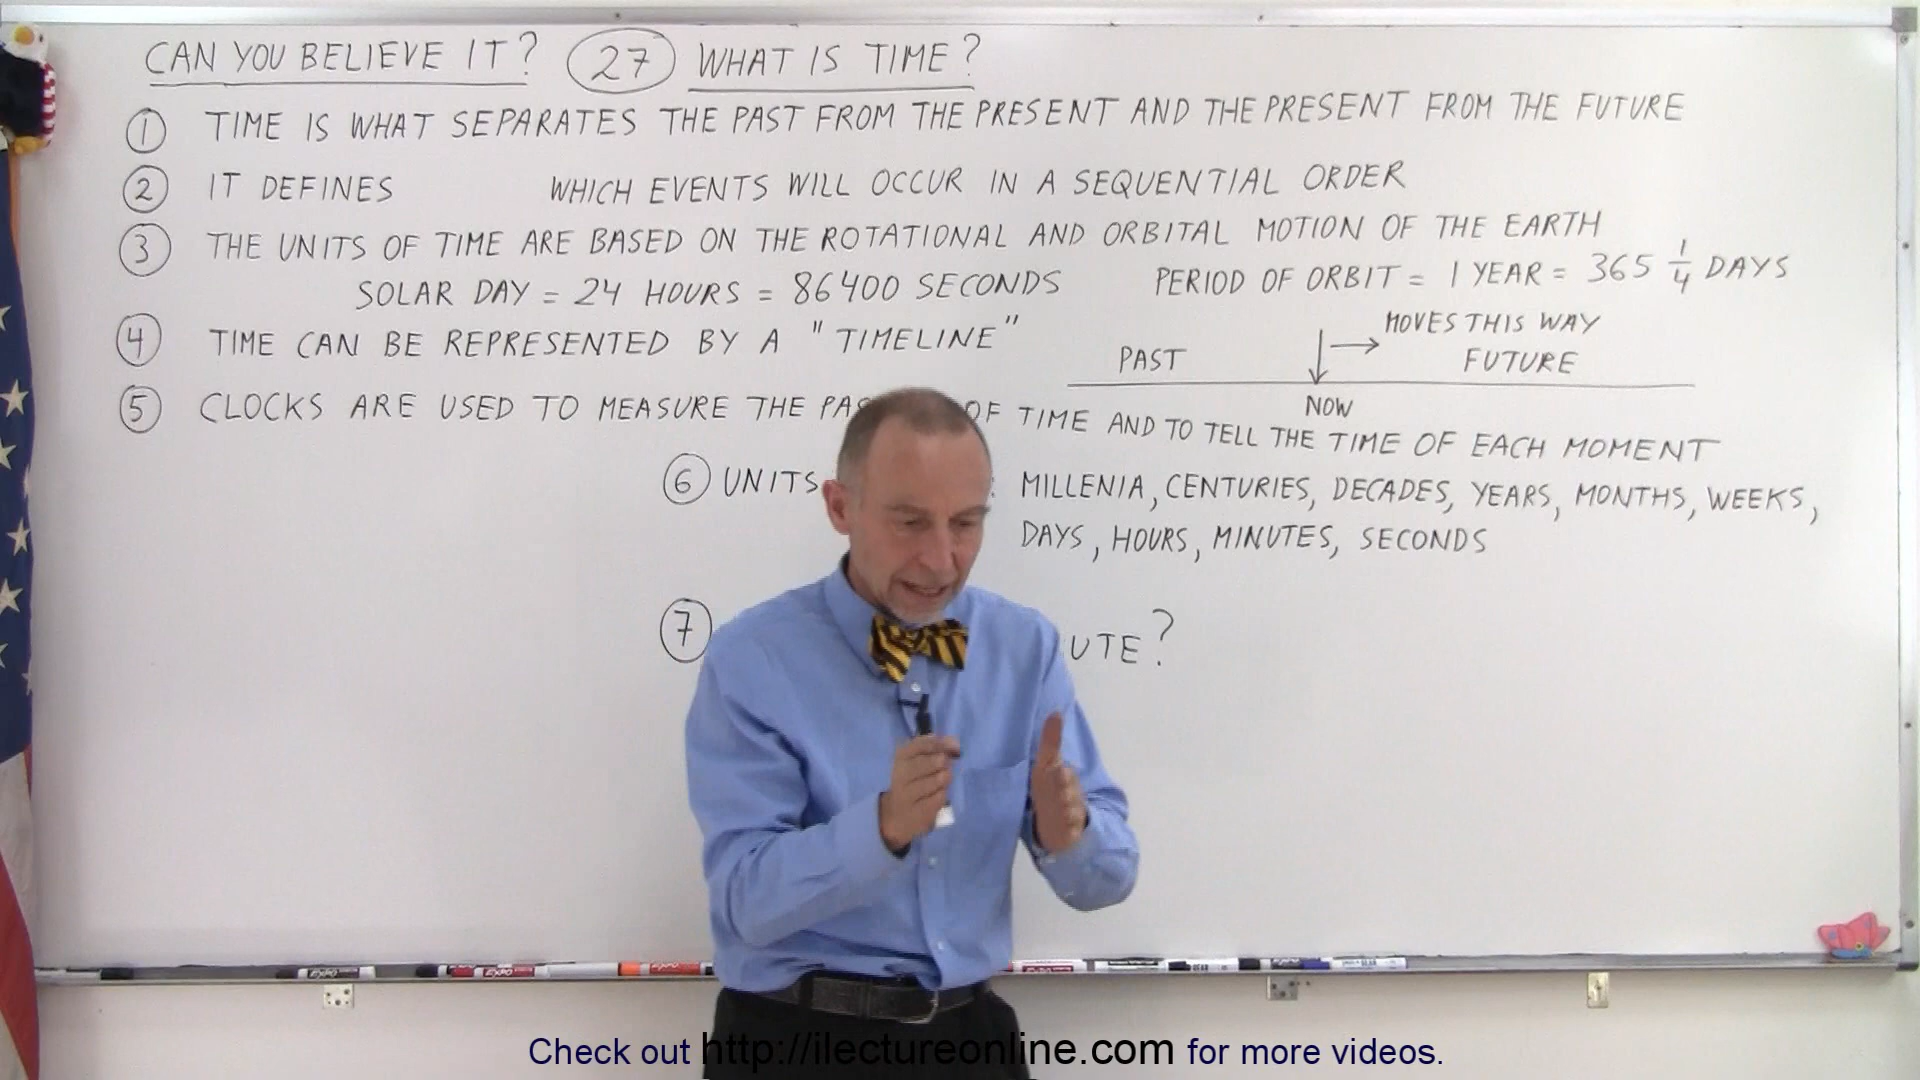 CAN YOU BELIEVE IT? 27 WHAT IS TIME?
1 TIME IS WHAT SEPARATES THE PAST FROM THE PRESENT AND THE PRESENT FROM THE FUTURE
2 IT DEFINES WHICH EVENTS WILL OCCUR IN A SEQUENTIAL ORDER
3 THE UNITS OF TIME ARE BASED ON THE ROTATIONAL AND ORBITAL MOTION OF THE EARTH
SOLAR DAY = 24 HOURS = 86400 SECONDS PERIOD OF ORBIT = 1 YEAR = 365 1/4 DAYS
4 TIME CAN BE REPRESENTED BY A "TIMELINE"
MOVES THIS WAY
PAST FUTURE
NOW
5 CLOCKS ARE USED TO MEASURE THE PAS OF TIME AND TO TELL THE TIME OF EACH MOMENT
6 UNITS : MILLENIA, CENTURIES, DECADES, YEARS, MONTHS, WEEKS,
DAYS, HOURS, MINUTES, SECONDS
7 UTE?
Check out http://ilectureonline.com for more videos.